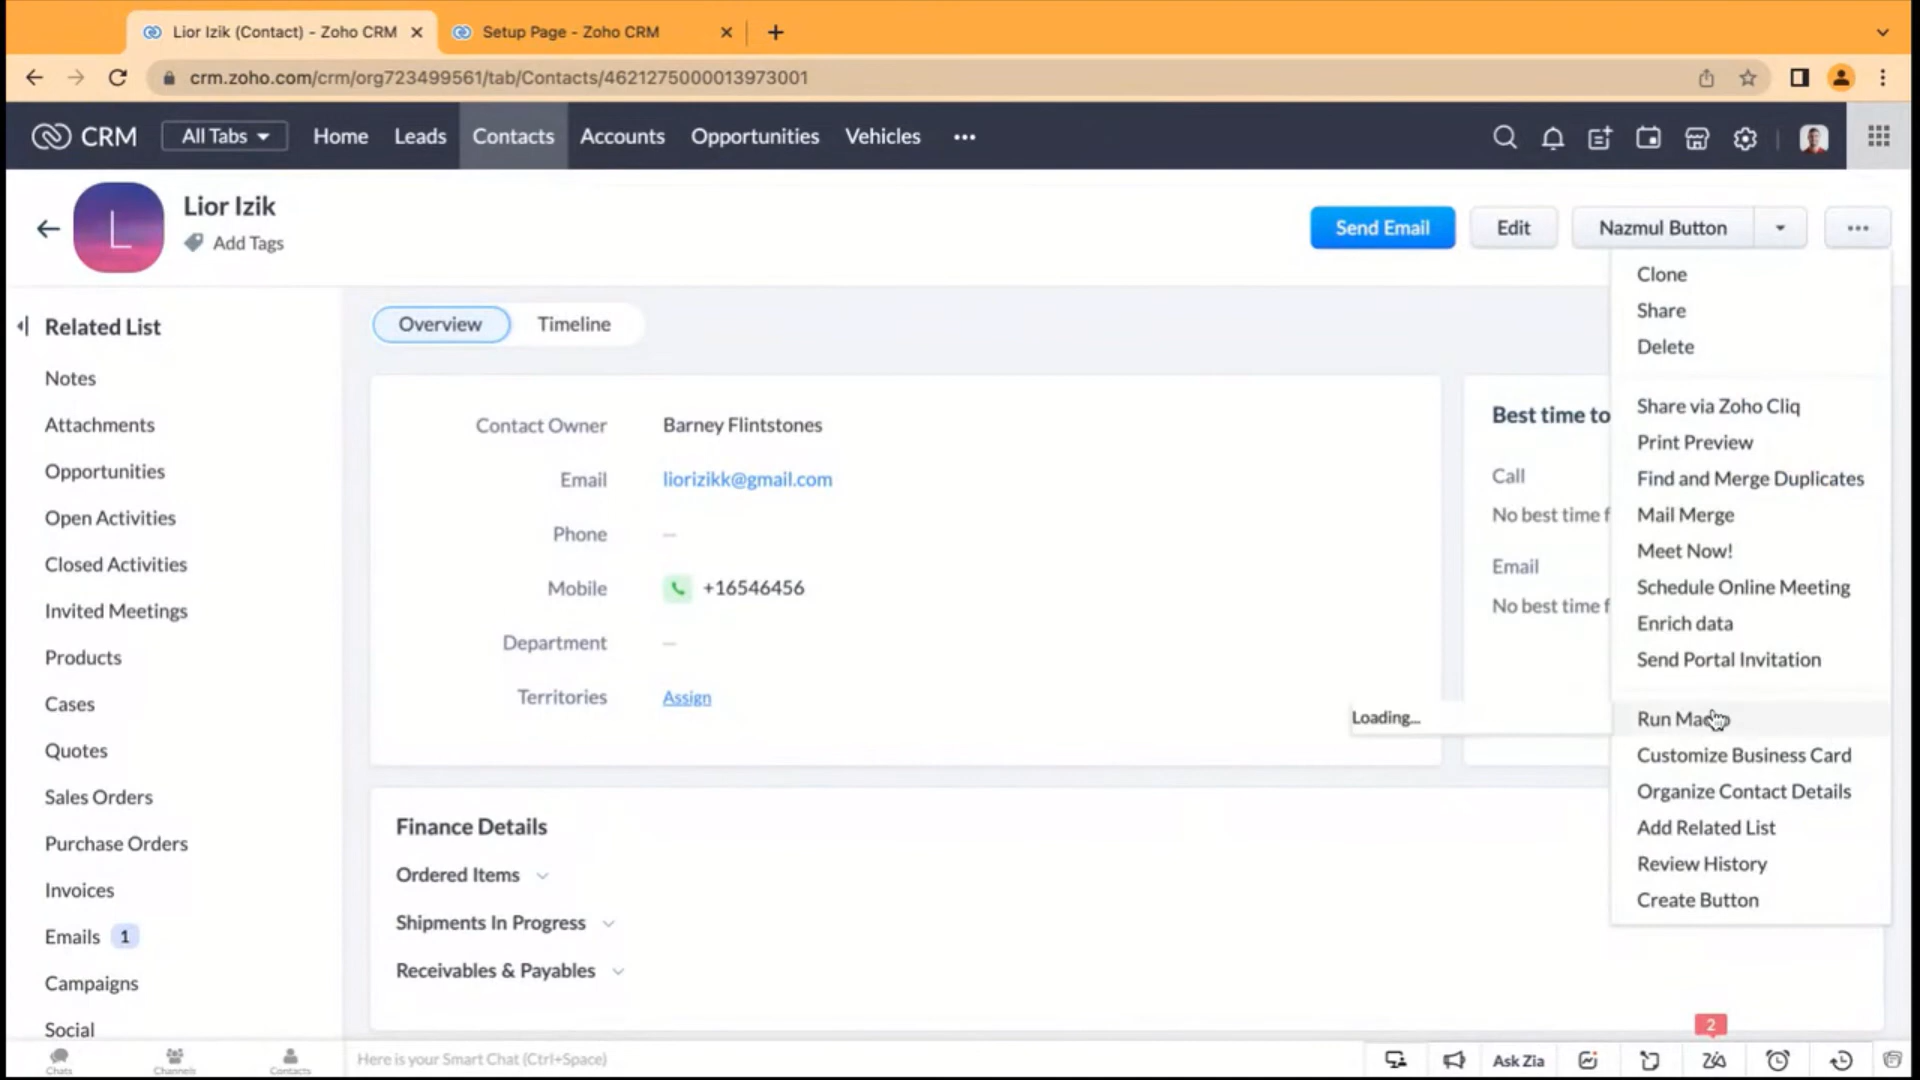 Lior Izik (Contact) - Zoho CRM
Setup Page - Zoho CRM
crm.zoho.com/crm/org723499561/tab/Contacts/4621275000013973001
CRM All Tabs Home Leads Contacts Accounts Opportunities Vehicles
L
Lior Izik
Add Tags
Send Email Edit Nazmul Button
Related List
Notes
Attachments
Opportunities
Open Activities
Closed Activities
Invited Meetings
Products
Cases
Quotes
Sales Orders
Purchase Orders
Invoices
Emails 1
Campaigns
Social
Overview Timeline
Contact Owner Barney Flintstones
Email liorizikk@gmail.com
Phone —
Mobile +16546456
Department —
Territories Assign
Best time to
Call
No best time f
Email
No best time f
Finance Details
Ordered Items
Shipments In Progress
Receivables & Payables
Clone
Share
Delete
Share via Zoho Cliq
Print Preview
Find and Merge Duplicates
Mail Merge
Meet Now!
Schedule Online Meeting
Enrich data
Send Portal Invitation
Loading...
Run Macro
Customize Business Card
Organize Contact Details
Add Related List
Review History
Create Button
2
Chats Channels Contacts
Here is your Smart Chat (Ctrl+Space)
Ask Zia